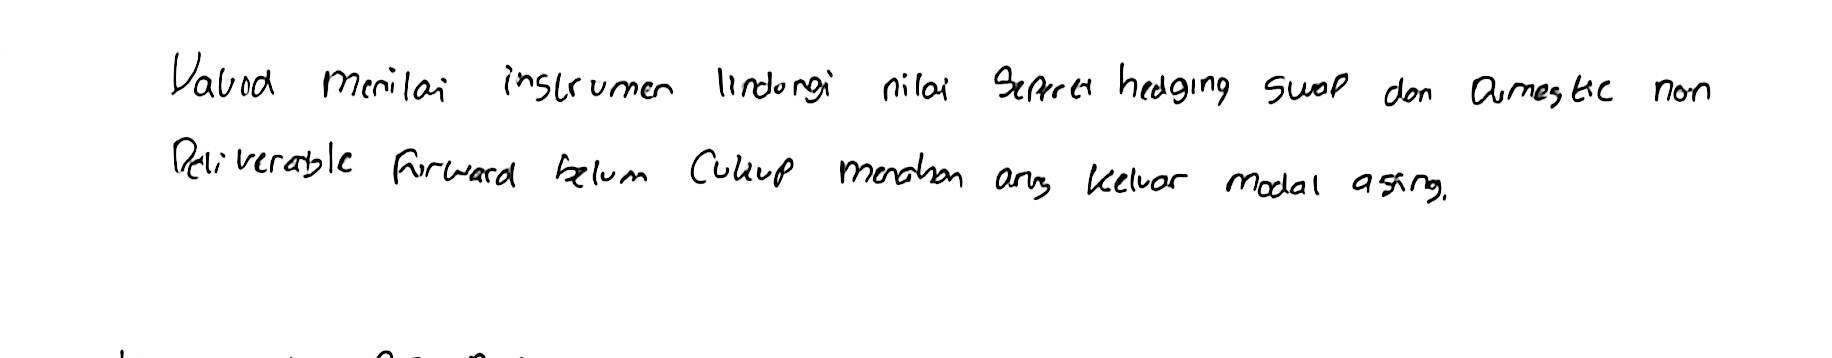 Davod menilai instrumen lindungi nilai seperti hedging swap dan domestic non
Deliverable Forward belum cukup menahan arus keluar modal asing.